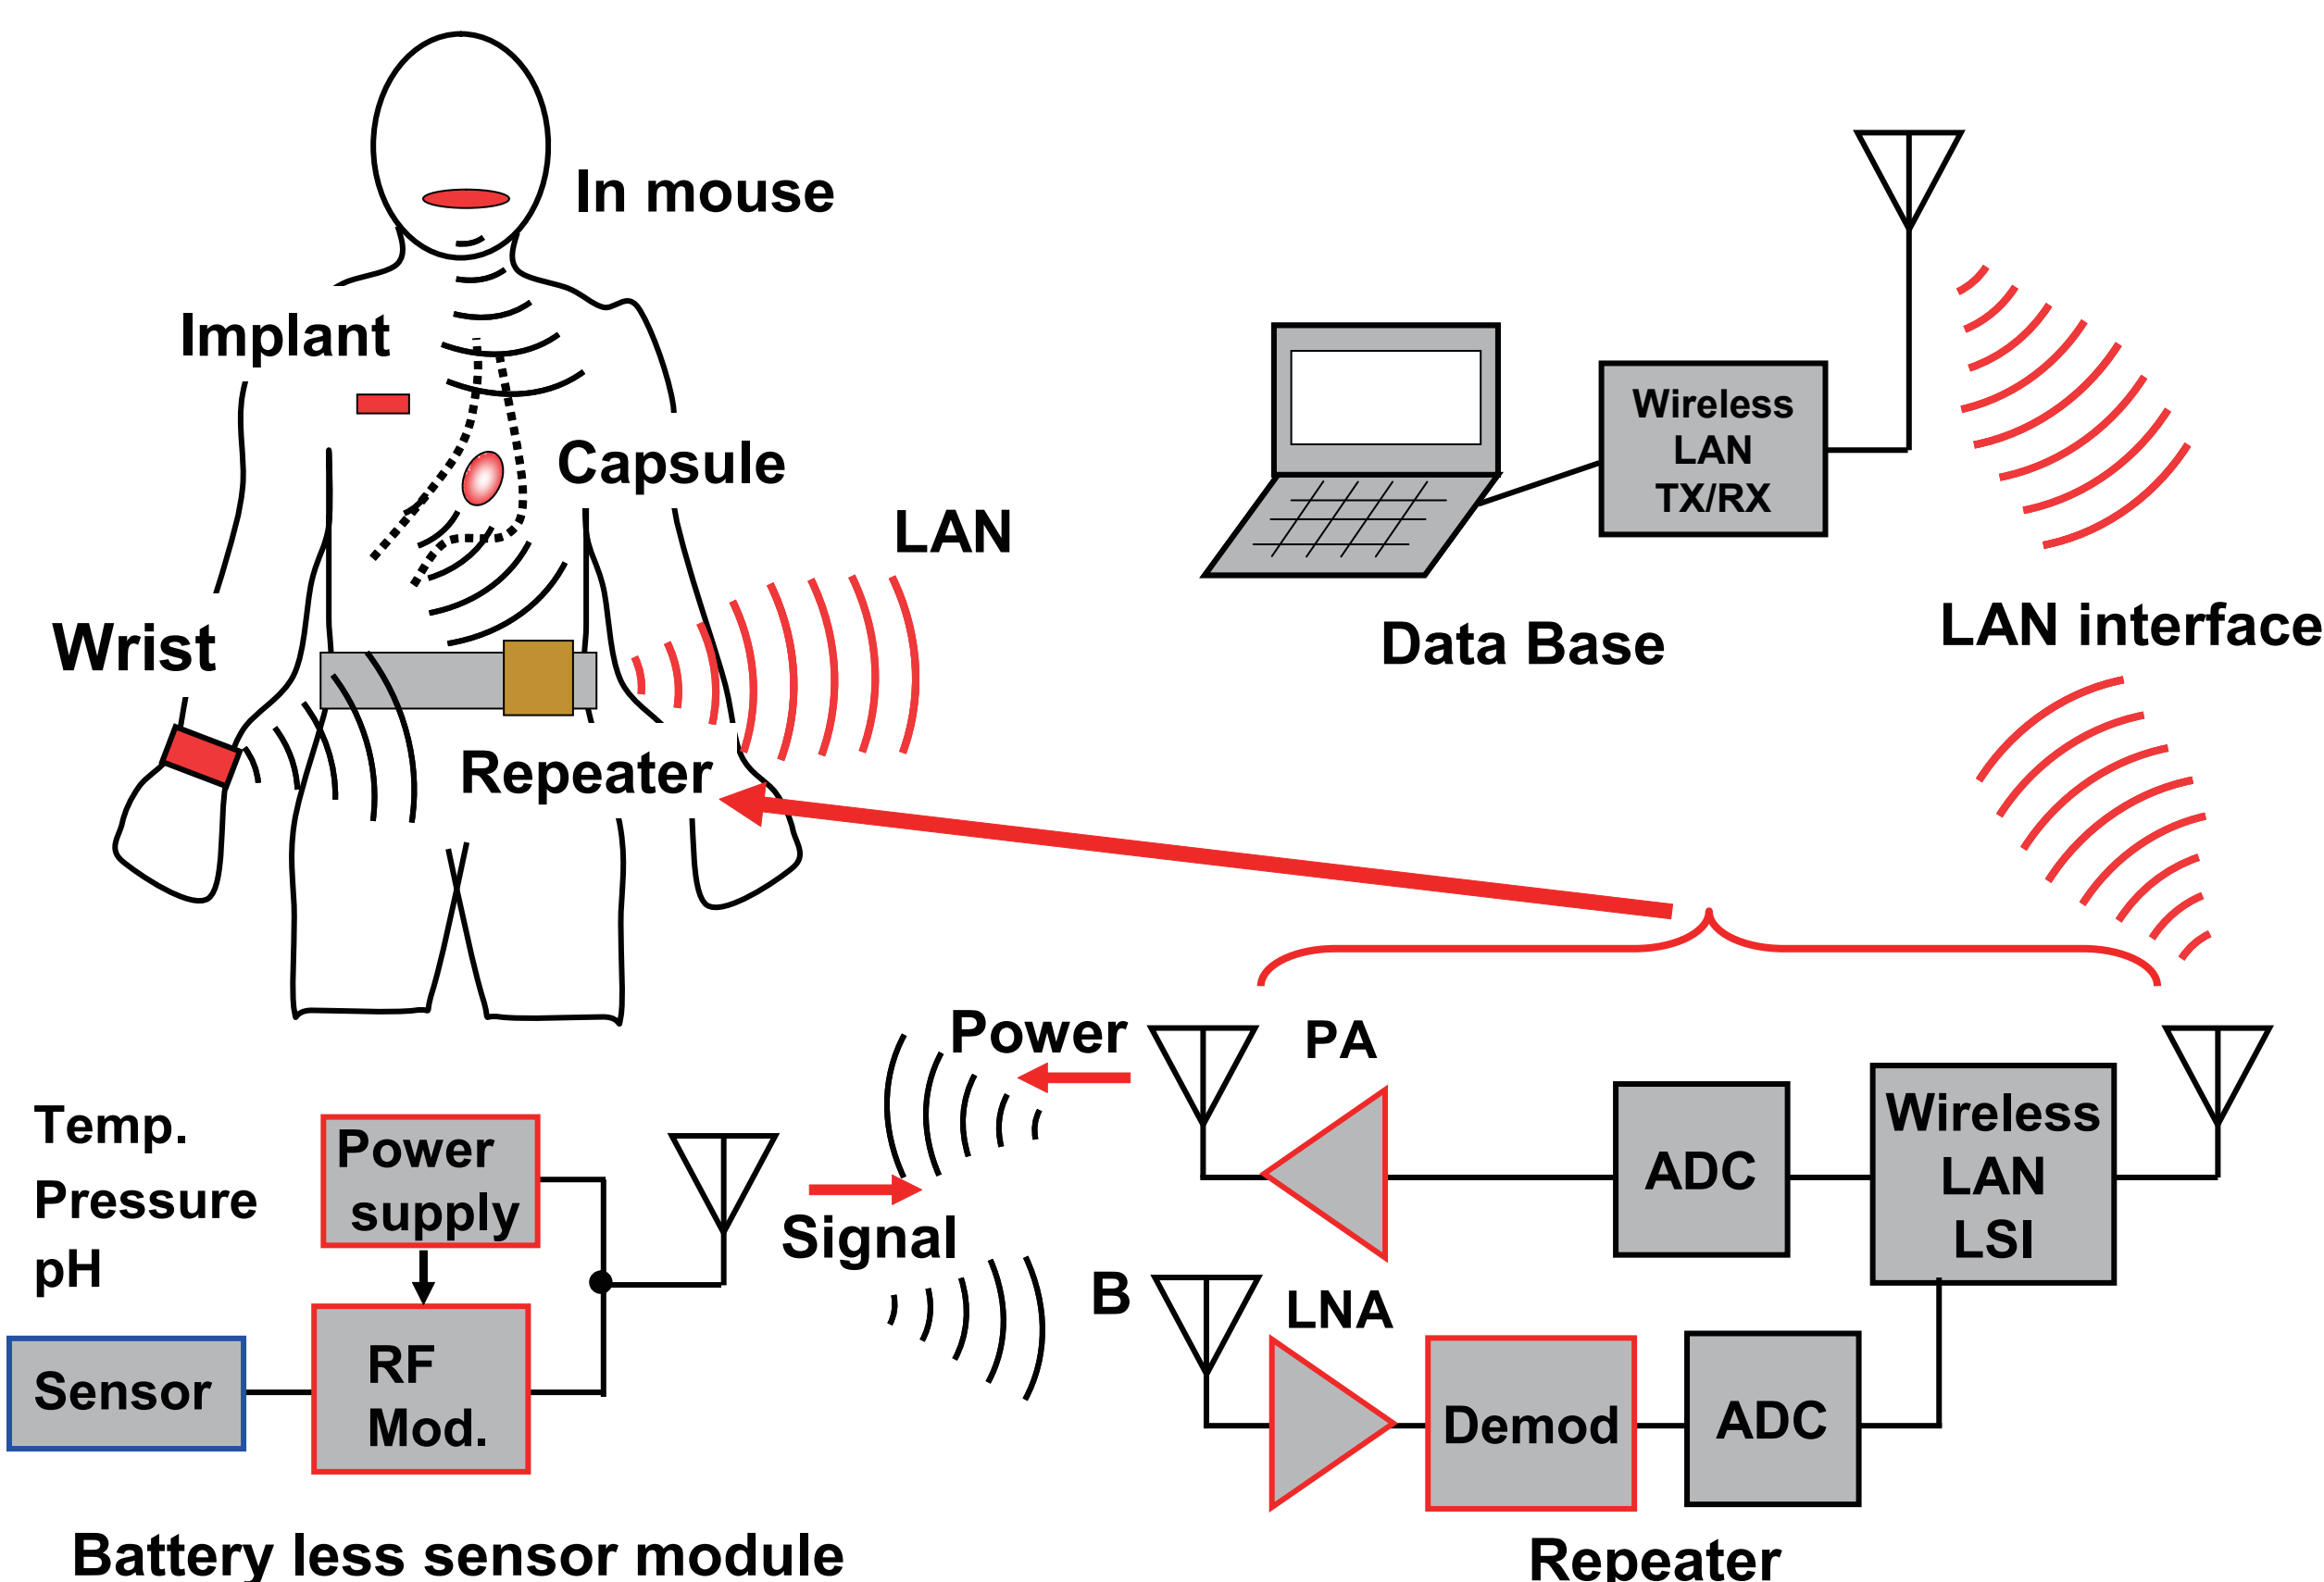 In mouse
Implant
Capsule
Wrist
LAN
Repeater
Wireless
LAN
TX/RX
Data Base
LAN interface
Temp.
Pressure
pH
Power
supply
Sensor
RF
Mod.
Battery less sensor module
Power
Signal
PA
ADC
Wireless
LAN
LSI
B
LNA
Demod
ADC
Repeater